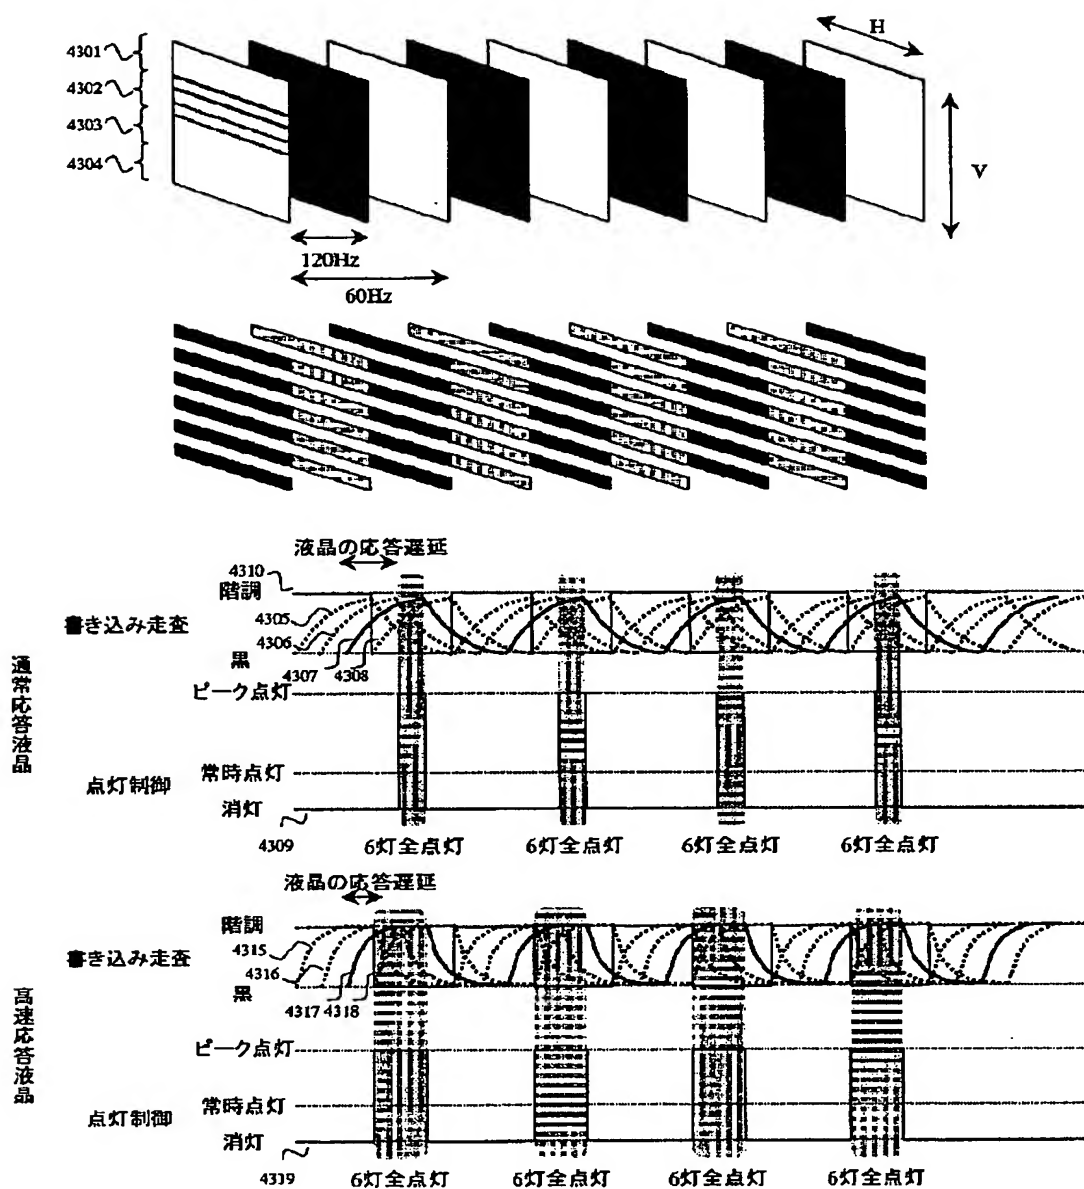 H
4301
4302
4303
4304
V
120Hz
60Hz
液晶の応答遅延
4310
階調
4305
書き込み走査
4306
黒
4307 4308
通常応答液晶
ピーク点灯
常時点灯
点灯制御
消灯
4309
6灯全点灯 6灯全点灯 6灯全点灯 6灯全点灯
液晶の応答遅延
階調
4315
書き込み走査
4316
黒
4317 4318
高速応答液晶
ピーク点灯
常時点灯
点灯制御
消灯
4319
6灯全点灯 6灯全点灯 6灯全点灯 6灯全点灯